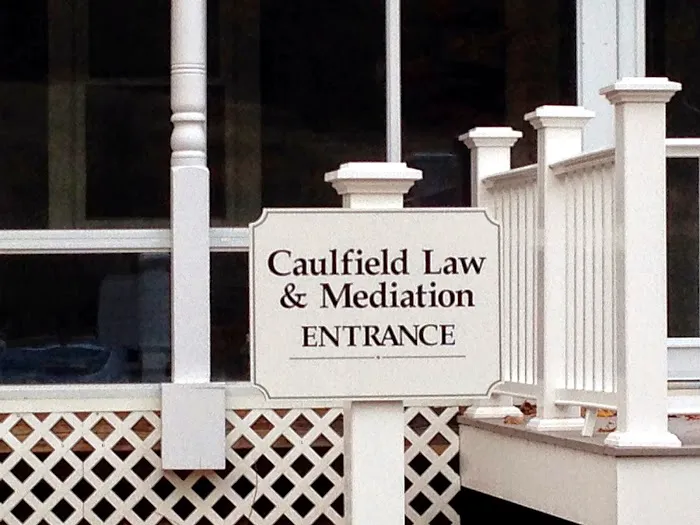 Caulfield Law
& Mediation
ENTRANCE